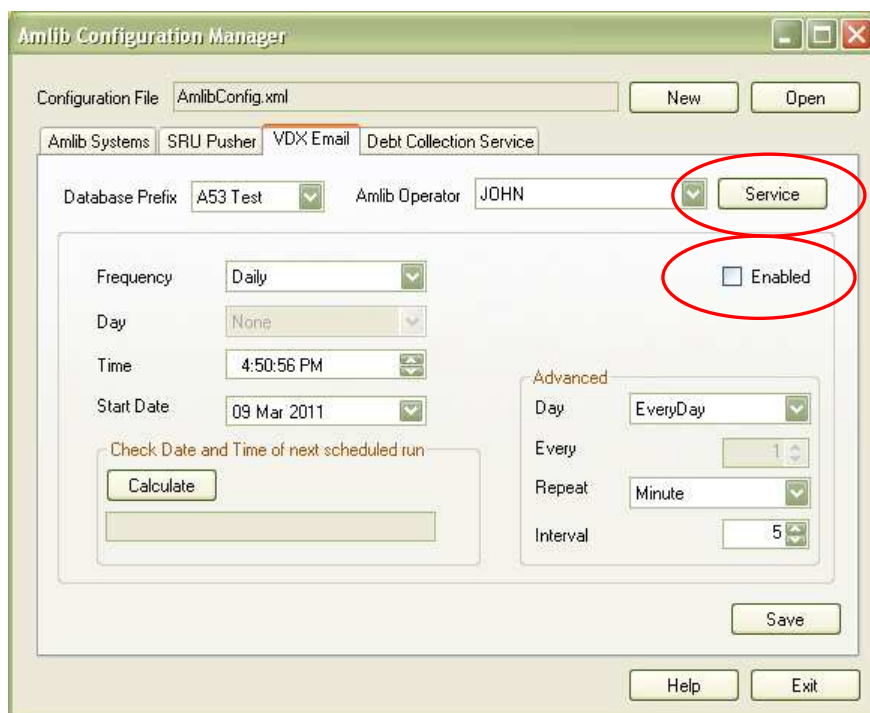 Amlib Configuration Manager
Configuration File AmlibConfig.xml New Open
Amlib Systems SRU Pusher VDX Email Debt Collection Service
Database Prefix A53 Test Amlib Operator JOHN Service
Frequency Daily Enabled
Day None
Time 4:50:56 PM
Start Date 09 Mar 2011
Check Date and Time of next scheduled run
Calculate
Advanced
Day EveryDay
Every 1
Repeat Minute
Interval 5
Save
Help Exit